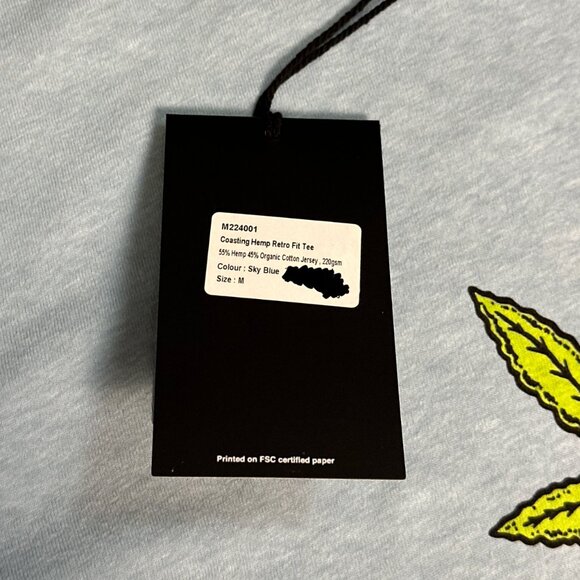 M224001
Coasting Hemp Retro Fit Tee
55% Hemp 45% Organic Cotton Jersey , 220gsm
Colour : Sky Blue
Size : M
Printed on FSC certified paper